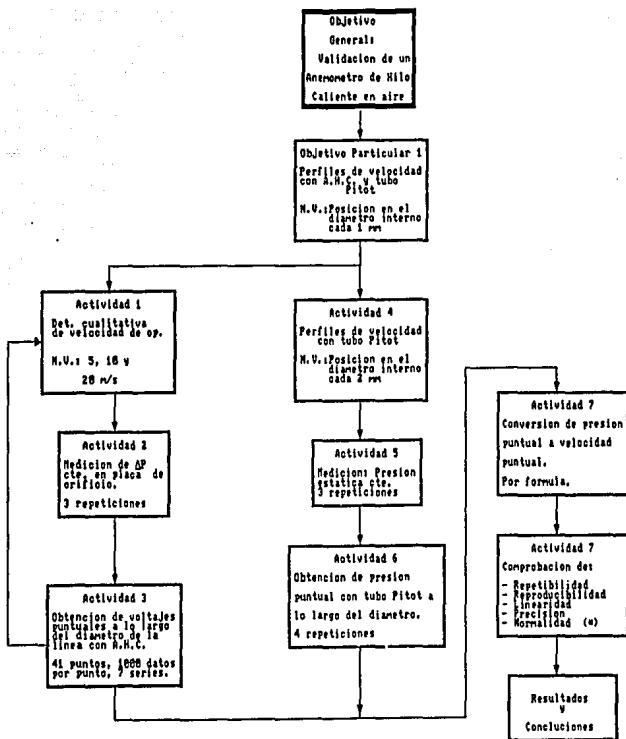 Objetivo
General:
Validacion de un
Anemometro de Hilo
Caliente en aire
Objetivo Particular 1
Perfiles de velocidad
con A.H.C. y tubo
Pitot
N.V.:Posicion en el
diametro interno
cada 1 mm
Actividad 1
Det. cualitativa
de velocidad de op.
N.V.: 5, 10 y
20 m/s
Actividad 2
Medicion de ΔP
cte. en placa de
orificio.
3 repeticiones
Actividad 3
Obtencion de voltajes
puntuales a lo largo
del diametro de la
linea con A.H.C.
41 puntos, 1000 datos
por punto, 7 series.
Actividad 4
Perfiles de velocidad
con tubo Pitot
N.V.:Posicion en el
diametro interno
cada 2 mm
Actividad 5
Medicion: Presion
estatica cte.
3 repeticiones
Actividad 6
Obtencion de presion
puntual con tubo Pitot a
lo largo del diametro.
4 repeticiones
Actividad 7
Conversion de presion
puntual a velocidad
puntual.
Por formula.
Actividad 7
Comprobacion de:
- Repetibilidad
- Reproducibilidad
- Linearidad
- Precision
- Normalidad (*)
Resultados
y
Concluciones